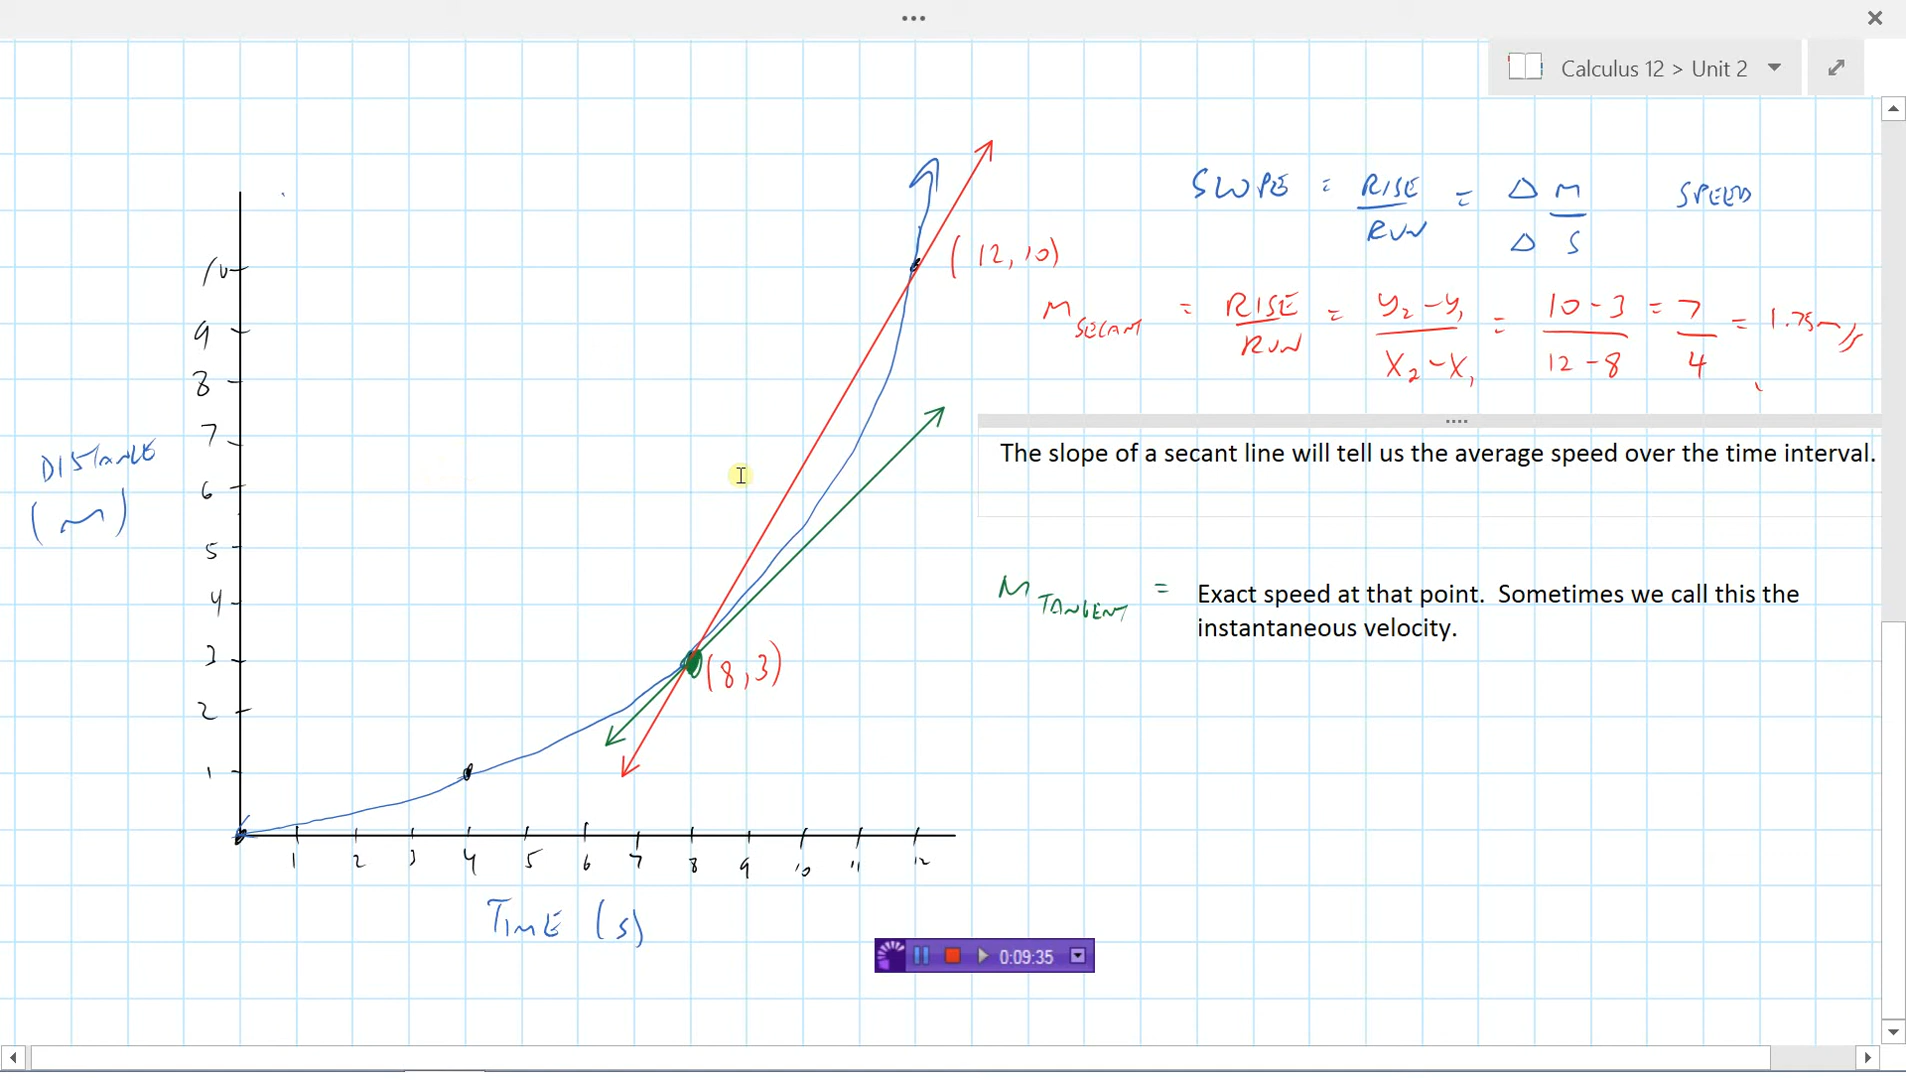 Calculus 12 > Unit 2
SLOPE = RISE / RUN = Δ M / Δ S SPEED
(12, 10)
M SECANT = RISE / RUN = y₂ - y₁ / x₂ - x₁ = 10 - 3 / 12 - 8 = 7 / 4 = 1.75 m/s
10
9
8
7
6
5
4
3
2
1
DISTANCE
(m)
The slope of a secant line will tell us the average speed over the time interval.
M TANGENT = Exact speed at that point. Sometimes we call this the
instantaneous velocity.
(8, 3)
1 2 3 4 5 6 7 8 9 10 11 12
TIME (s)
0:09:35